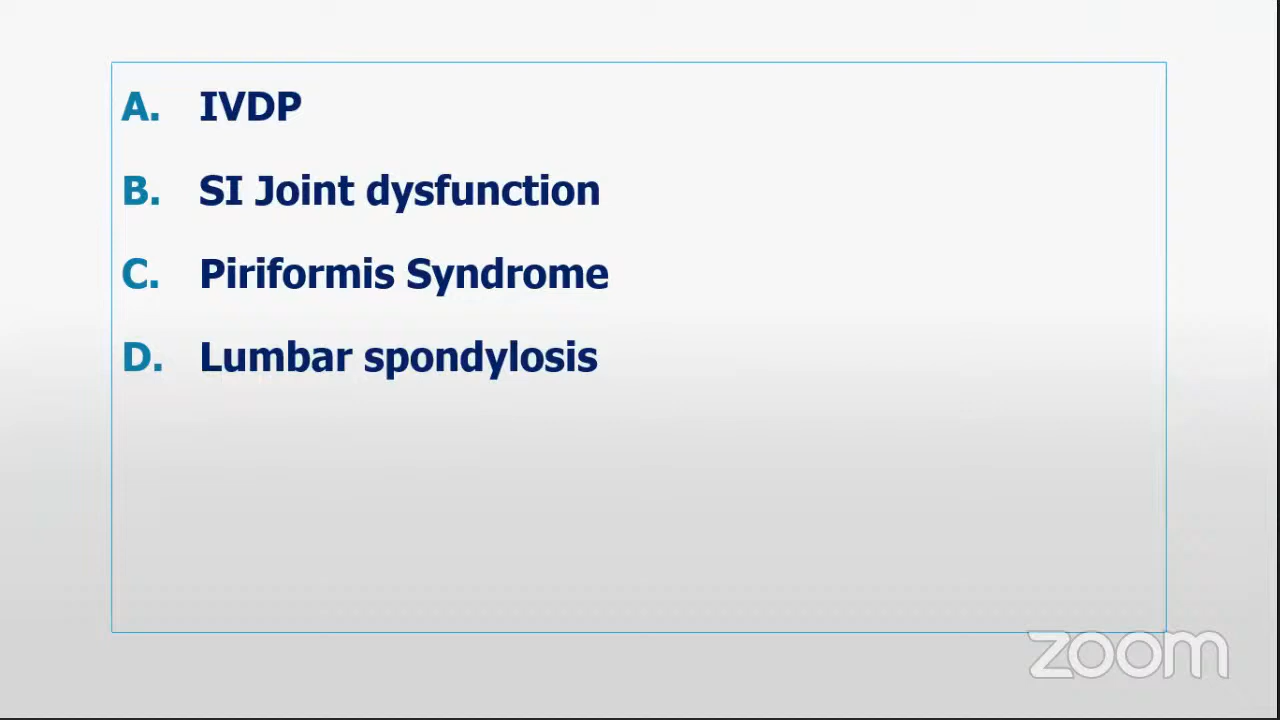 A. IVDP
B. SI Joint dysfunction
C. Piriformis Syndrome
D. Lumbar spondylosis
zoom